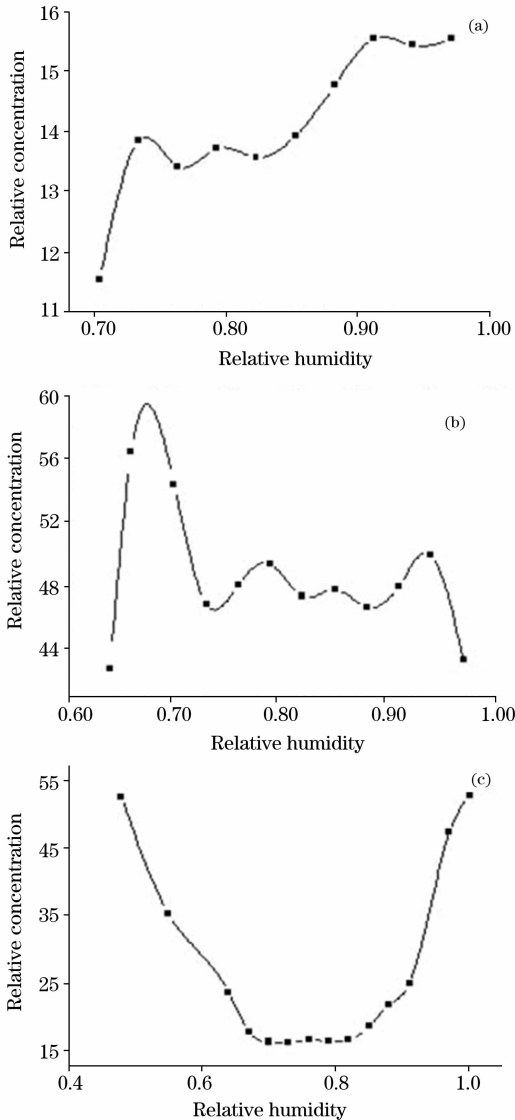 (a)
16
15
14
13
12
11
Relative concentration
0.70 0.80 0.90 1.00
Relative humidity
(b)
60
56
52
48
44
Relative concentration
0.60 0.70 0.80 0.90 1.00
Relative humidity
(c)
55
45
35
25
15
Relative concentration
0.4 0.6 0.8 1.0
Relative humidity